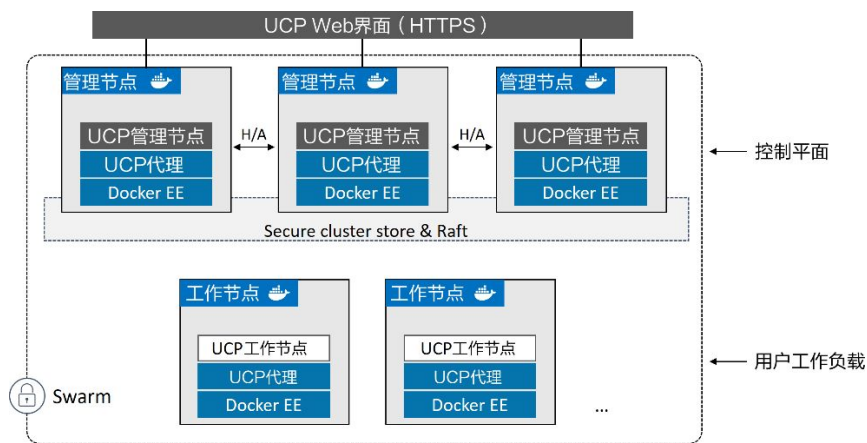 UCP Web界面（HTTPS）
管理节点
管理节点
管理节点
UCP管理节点
H/A
UCP管理节点
H/A
UCP管理节点
UCP代理
UCP代理
UCP代理
Docker EE
Docker EE
Docker EE
控制平面
Secure cluster store & Raft
工作节点
工作节点
UCP工作节点
UCP工作节点
UCP代理
UCP代理
Docker EE
Docker EE
...
用户工作负载
Swarm